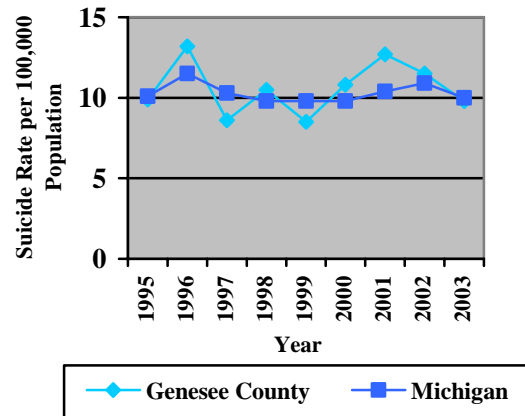 Suicide Rate per 100,000
Population
15
10
5
0
1995
1996
1997
1998
1999
2000
2001
2002
2003
Year
Genesee County
Michigan